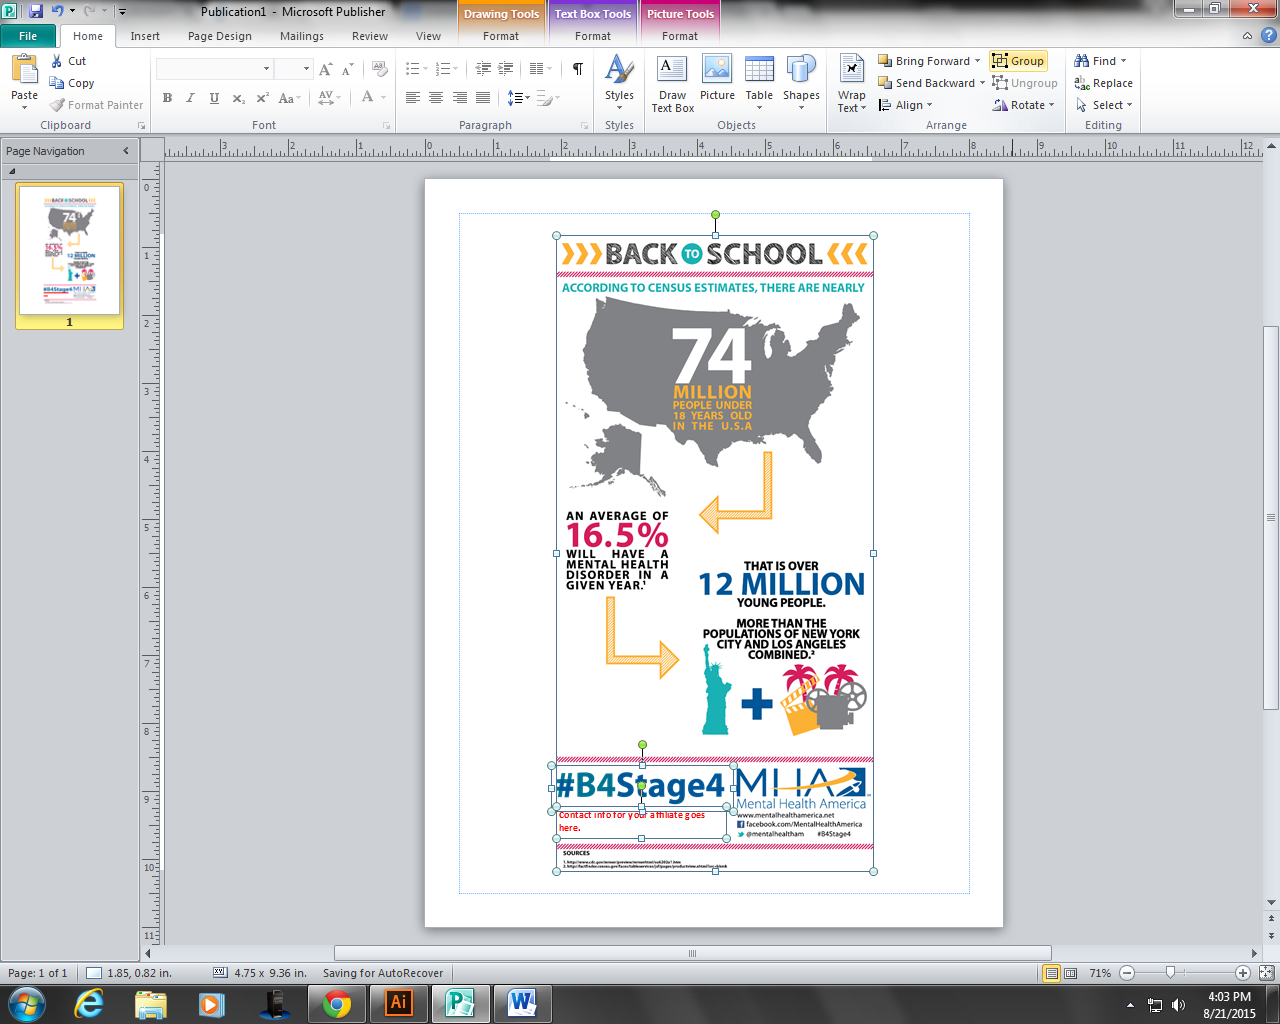 Publication1 - Microsoft Publisher
Drawing Tools
Text Box Tools
Picture Tools
File
Home
Insert
Page Design
Mailings
Review
View
Format
Format
Format
Paste
Cut
Copy
Format Painter
Clipboard
Font
Paragraph
Styles
Styles
Draw
Text Box
Picture
Table
Shapes
Objects
Wrap
Text
Bring Forward
Send Backward
Align
Group
Ungroup
Rotate
Arrange
Find
Replace
Select
Editing
Page Navigation
1
BACK TO SCHOOL
ACCORDING TO CENSUS ESTIMATES, THERE ARE NEARLY
74
MILLION
PEOPLE UNDER
18 YEARS OLD
IN THE U.S.A
AN AVERAGE OF
16.5%
WILL HAVE A
MENTAL HEALTH
DISORDER IN A
GIVEN YEAR.¹
THAT IS OVER
12 MILLION
YOUNG PEOPLE.
MORE THAN THE
POPULATIONS OF NEW YORK
CITY AND LOS ANGELES
COMBINED.²
#B4Stage4
Contact info for your affiliate goes
here.
MHA
Mental Health America
www.mentalhealthamerica.net
facebook.com/MentalHealthAmerica
@mentalhealtham #B4Stage4
SOURCES
Page: 1 of 1
1.85, 0.82 in.
4.75 x 9.36 in.
Saving for AutoRecover
71%
4:03 PM
8/21/2015